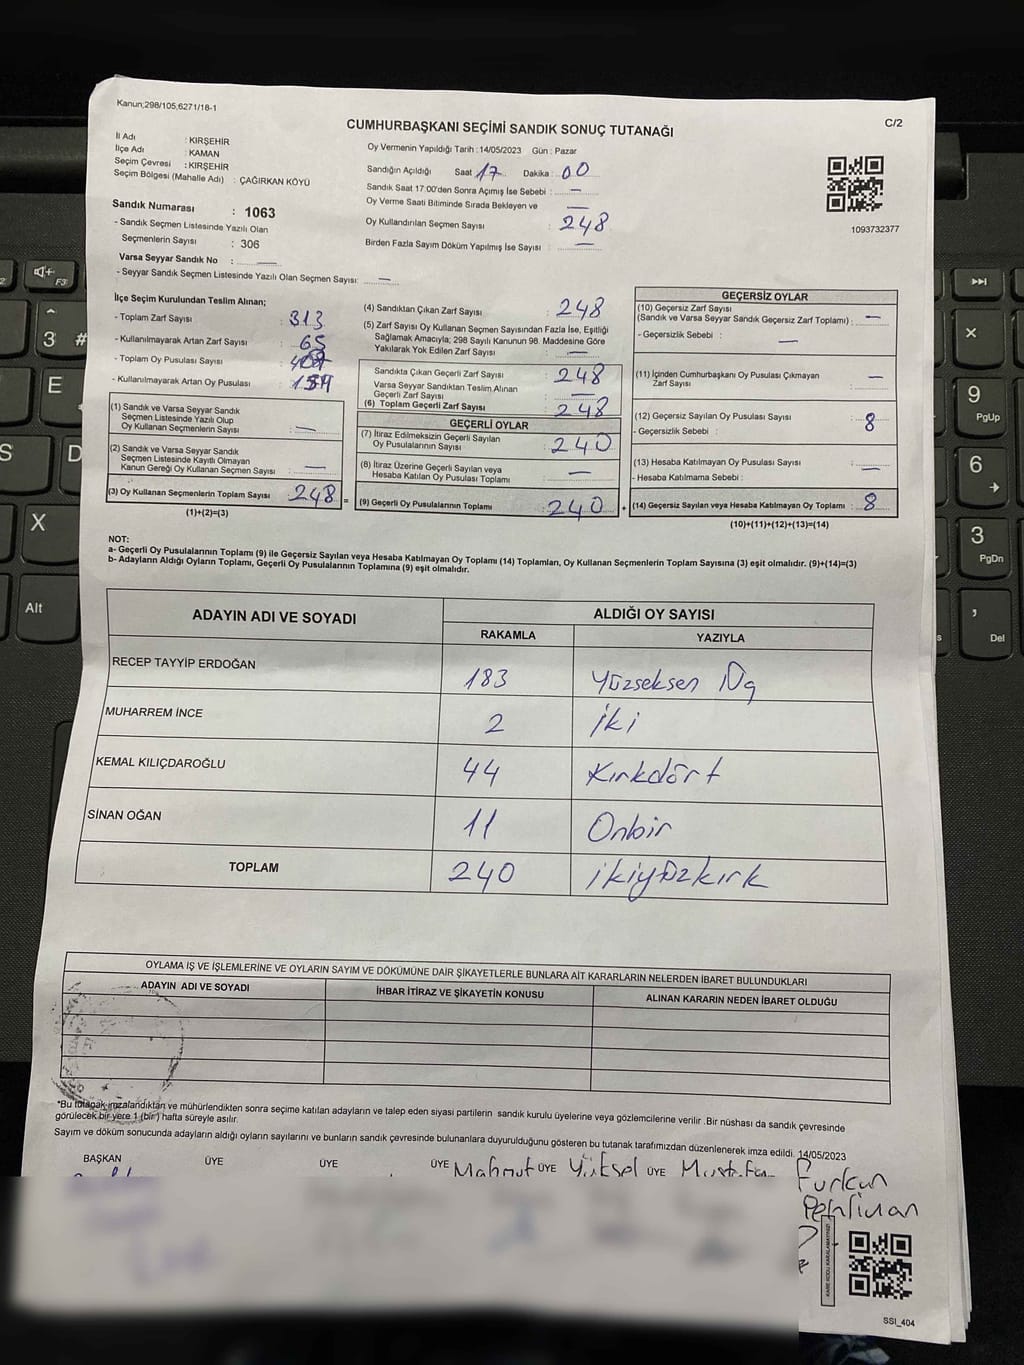 Kanun;298/105,6271/18-1
CUMHURBAŞKANI SEÇİMİ SANDIK SONUÇ TUTANAĞI
C/2
İl Adı : KIRŞEHİR
İlçe Adı : KAMAN
Seçim Çevresi : KIRŞEHİR
Seçim Bölgesi (Mahalle Adı) : ÇAĞIRKAN KÖYÜ
Sandık Numarası : 1063
- Sandık Seçmen Listesinde Yazılı Olan
Seçmenlerin Sayısı : 306
Varsa Seyyar Sandık No : —
- Seyyar Sandık Seçmen Listesinde Yazılı Olan Seçmen Sayısı: —
Oy Vermenin Yapıldığı Tarih : 14/05/2023 Gün : Pazar
Sandığın Açıldığı Saat : 17 Dakika : 00
Sandık Saat 17:00'den Sonra Açımış İse Sebebi : —
Oy Verme Saati Bitiminde Sırada Bekleyen ve —
Oy Kullandırılan Seçmen Sayısı : 248
Birden Fazla Sayım Döküm Yapılmış İse Sayısı : —
1093732377
İlçe Seçim Kurulundan Teslim Alınan;
- Toplam Zarf Sayısı : 313
- Kullanılmayarak Artan Zarf Sayısı : 65
- Toplam Oy Pusulası Sayısı :
- Kullanılmayarak Artan Oy Pusulası :
(1) Sandık ve Varsa Seyyar Sandık
Seçmen Listesinde Yazılı Olup
Oy Kullanan Seçmenlerin Sayısı : —
(2) Sandık ve Varsa Seyyar Sandık
Seçmen Listesinde Kayıtlı Olmayan
Kanun Gereği Oy Kullanan Seçmen Sayısı : —
(3) Oy Kullanan Seçmenlerin Toplam Sayısı 248 =
(1)+(2)=(3)
(4) Sandıktan Çıkan Zarf Sayısı : 248
(5) Zarf Sayısı Oy Kullanan Seçmen Sayısından Fazla İse, Eşitliği
Sağlamak Amacıyla; 298 Sayılı Kanunun 98. Maddesine Göre
Yakılarak Yok Edilen Zarf Sayısı : —
Sandıkta Çıkan Geçerli Zarf Sayısı : 248
Varsa Seyyar Sandıktan Teslim Alınan
Geçerli Zarf Sayısı : —
(6) Toplam Geçerli Zarf Sayısı : 248
GEÇERLİ OYLAR
(7) İtiraz Edilmeksizin Geçerli Sayılan
Oy Pusulalarının Sayısı : 240
(8) İtiraz Üzerine Geçerli Sayılan veya
Hesaba Katılan Oy Pusulası Toplamı : —
(9) Geçerli Oy Pusulalarının Toplamı 240 +
GEÇERSİZ OYLAR
(10) Geçersiz Zarf Sayısı
(Sandık ve Varsa Seyyar Sandık Geçersiz Zarf Toplamı) : —
- Geçersizlik Sebebi : —
(11) İçinden Cumhurbaşkanı Oy Pusulası Çıkmayan —
Zarf Sayısı :
(12) Geçersiz Sayılan Oy Pusulası Sayısı : 8
- Geçersizlik Sebebi :
(13) Hesaba Katılmayan Oy Pusulası Sayısı : —
- Hesaba Katılmama Sebebi :
(14) Geçersiz Sayılan veya Hesaba Katılmayan Oy Toplamı : 8
(10)+(11)+(12)+(13)=(14)
NOT:
a- Geçerli Oy Pusulalarının Toplamı (9) ile Geçersiz Sayılan veya Hesaba Katılmayan Oy Toplamı (14) Toplamları, Oy Kullanan Seçmenlerin Toplam Sayısına (3) eşit olmalıdır. (9)+(14)=(3)
b- Adayların Aldığı Oyların Toplamı, Geçerli Oy Pusulalarının Toplamına (9) eşit olmalıdır.
ADAYIN ADI VE SOYADI ALDIĞI OY SAYISI
RAKAMLA YAZIYLA
RECEP TAYYİP ERDOĞAN 183 Yüzseksen Üç
MUHARREM İNCE 2 İki
KEMAL KILIÇDAROĞLU 44 Kırkdört
SİNAN OĞAN 11 Onbir
TOPLAM 240 ikiyüzkırk
OYLAMA İŞ VE İŞLEMLERİNE VE OYLARIN SAYIM VE DÖKÜMÜNE DAİR ŞİKAYETLERLE BUNLARA AİT KARARLARIN NELERDEN İBARET BULUNDUKLARI
ADAYIN ADI VE SOYADI İHBAR İTİRAZ VE ŞİKAYETİN KONUSU ALINAN KARARIN NEDEN İBARET OLDUĞU
*Bu tutanak imzalandıktan ve mühürlendikten sonra seçime katılan adayların ve talep eden siyasi partilerin sandık kurulu üyelerine veya gözlemcilerine verilir .Bir nüshası da sandık çevresinde
görülecek bir yere 1 (bir) hafta süreyle asılır.
Sayım ve döküm sonucunda adayların aldığı oyların sayılarını ve bunların sandık çevresinde bulunanlara duyurulduğunu gösteren bu tutanak tarafımızdan düzenlenerek imza edildi. 14/05/2023
BAŞKAN ÜYE ÜYE ÜYE Mahmut ÜYE Yüksel ÜYE Mustafa Furkan
Pehlivan
KARE KODU KARALAMAYINIZ!
SSI_404
F3
3 #
E
S
D
X
Alt
X
9
PgUp
6
3
PgDn
,
Del
s